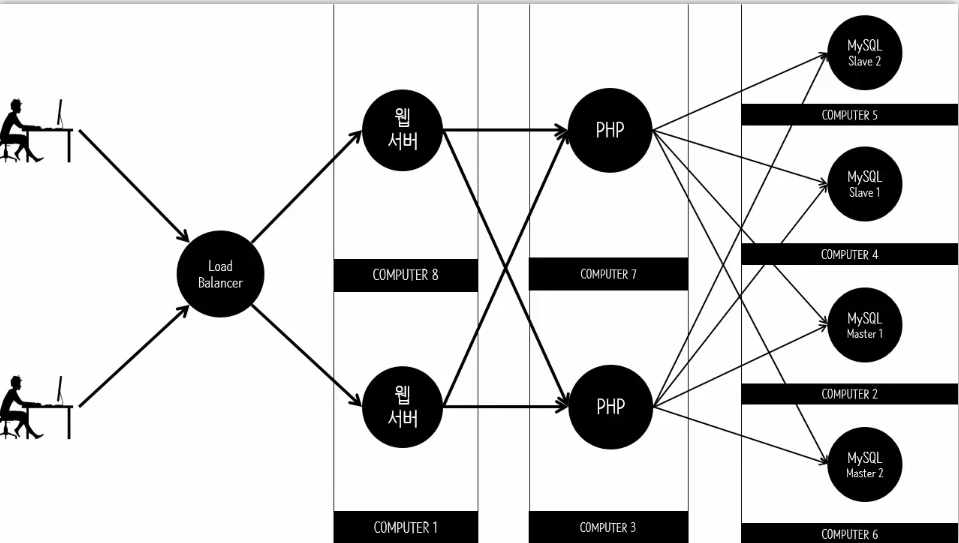 MySQL
Slave 2
COMPUTER 5
웹
서버
PHP
MySQL
Slave 1
COMPUTER 4
Load
Balancer
COMPUTER 8
COMPUTER 7
MySQL
Master 1
COMPUTER 2
웹
서버
PHP
MySQL
Master 2
COMPUTER 1
COMPUTER 3
COMPUTER 6